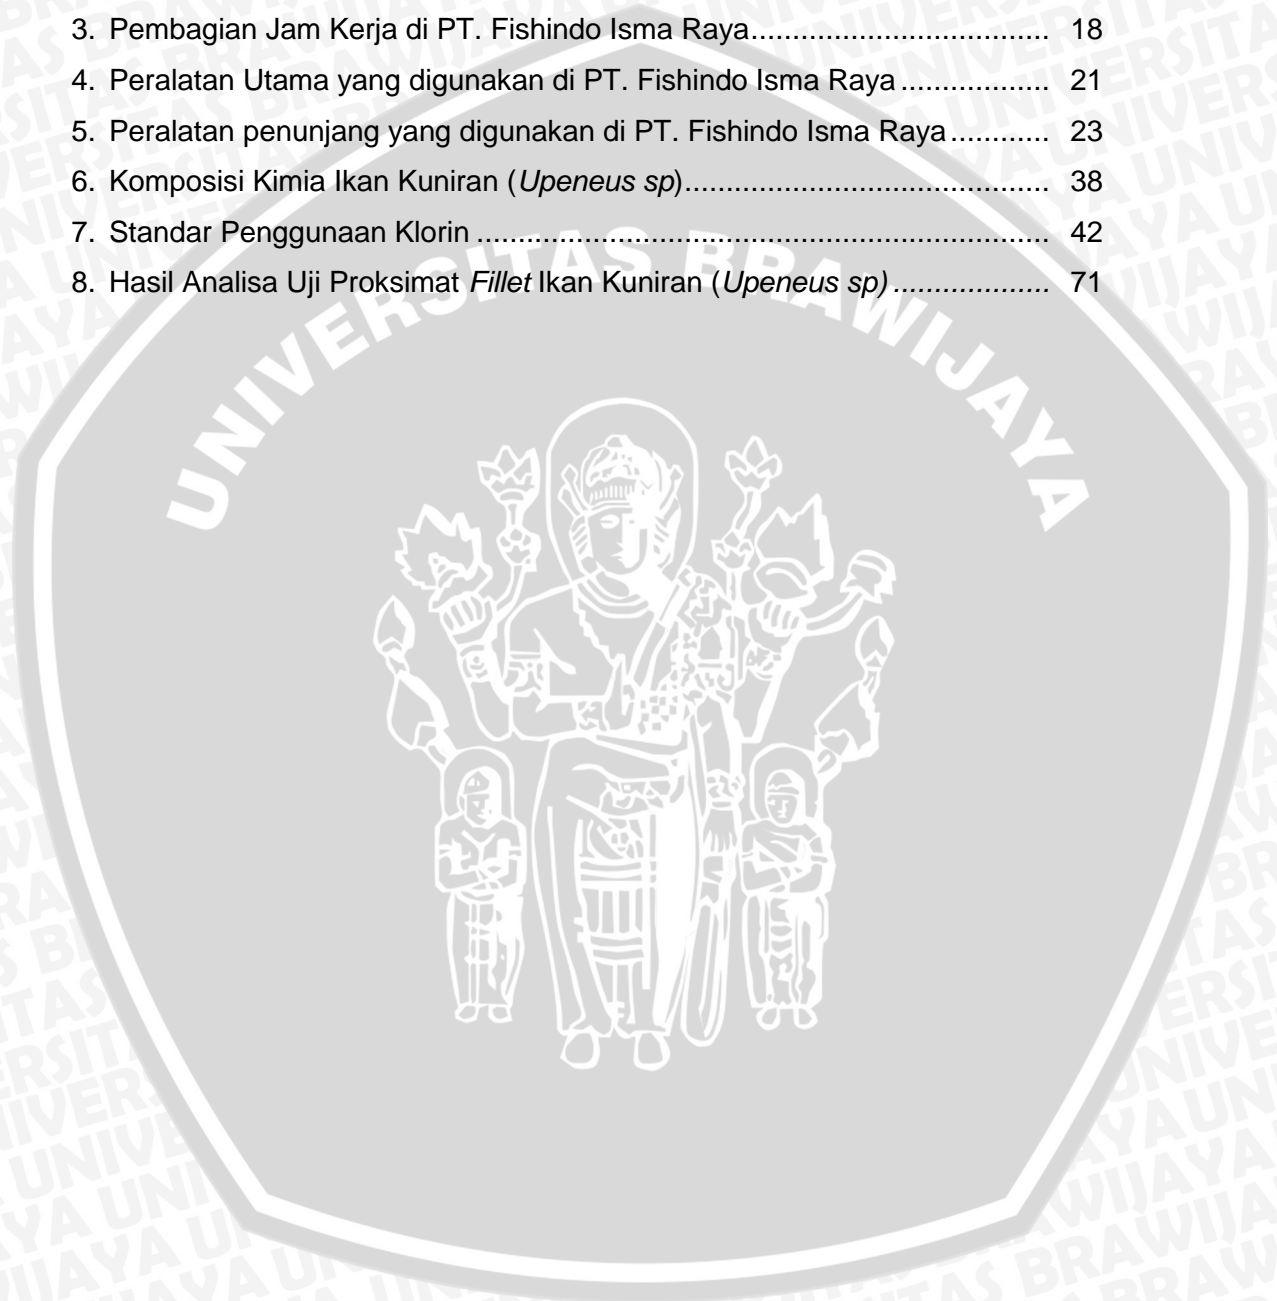 3. Pembagian Jam Kerja di PT. Fishindo Isma Raya................................... 18
4. Peralatan Utama yang digunakan di PT. Fishindo Isma Raya .................. 21
5. Peralatan penunjang yang digunakan di PT. Fishindo Isma Raya ............ 23
6. Komposisi Kimia Ikan Kuniran (Upeneus sp)........................................... 38
7. Standar Penggunaan Klorin ..................................................................... 42
8. Hasil Analisa Uji Proksimat Fillet Ikan Kuniran (Upeneus sp)................... 71
UNIVERSITAS BRAWIJAYA